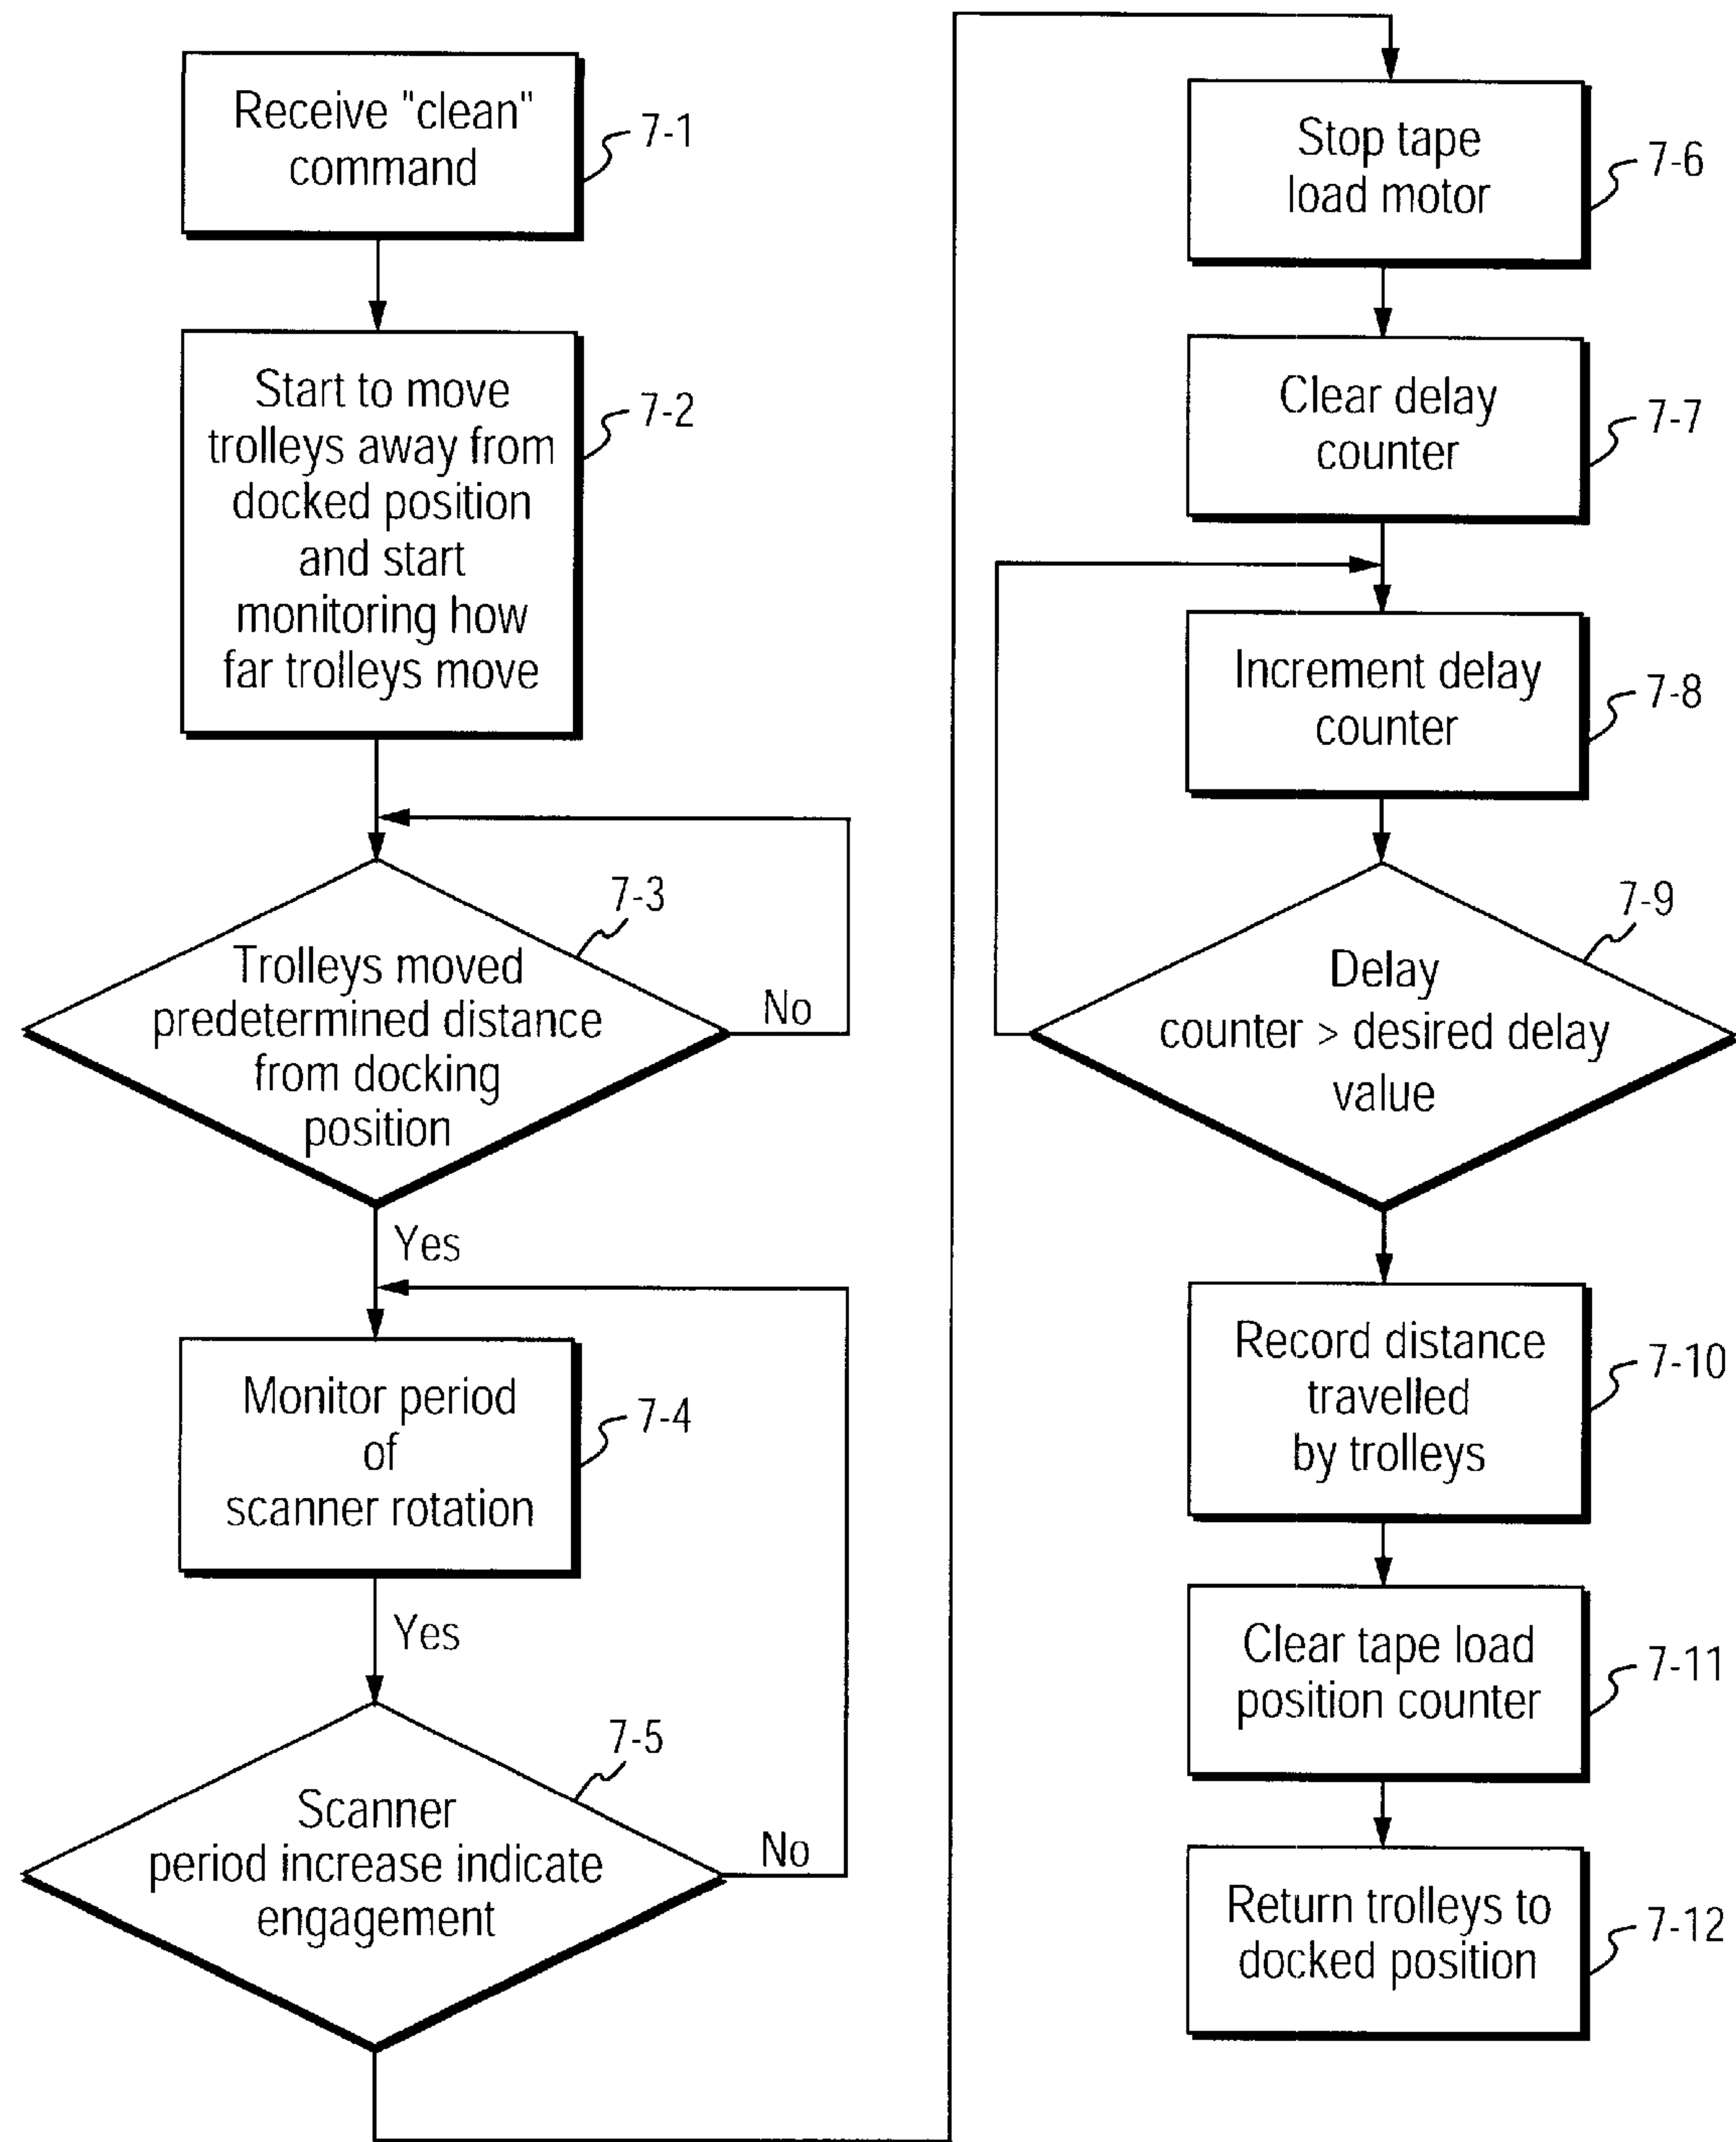 Receive "clean"
command
7-1
Start to move
trolleys away from
docked position
and start
monitoring how
far trolleys move
7-2
7-3
Trolleys moved
predetermined distance
from docking
position
No
Yes
Monitor period
of
scanner rotation
7-4
Yes
7-5
Scanner
period increase indicate
engagement
No
Stop tape
load motor
7-6
Clear delay
counter
7-7
Increment delay
counter
7-8
7-9
Delay
counter > desired delay
value
Record distance
travelled
by trolleys
7-10
Clear tape load
position counter
7-11
Return trolleys to
docked position
7-12